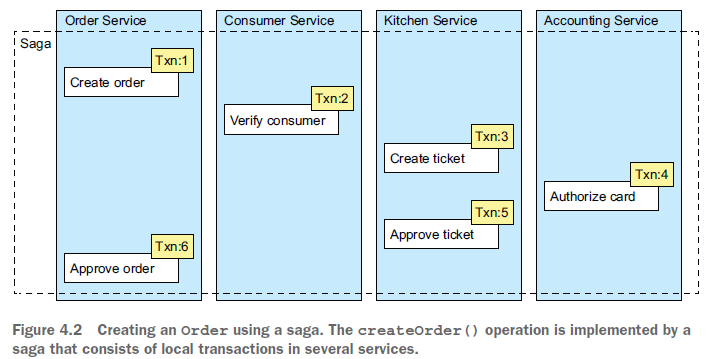 Order Service
Consumer Service
Kitchen Service
Accounting Service
Saga
Txn:1
Create order
Txn:2
Verify consumer
Txn:3
Create ticket
Txn:4
Authorize card
Txn:5
Approve ticket
Txn:6
Approve order
Figure 4.2 Creating an Order using a saga. The createOrder() operation is implemented by a
saga that consists of local transactions in several services.